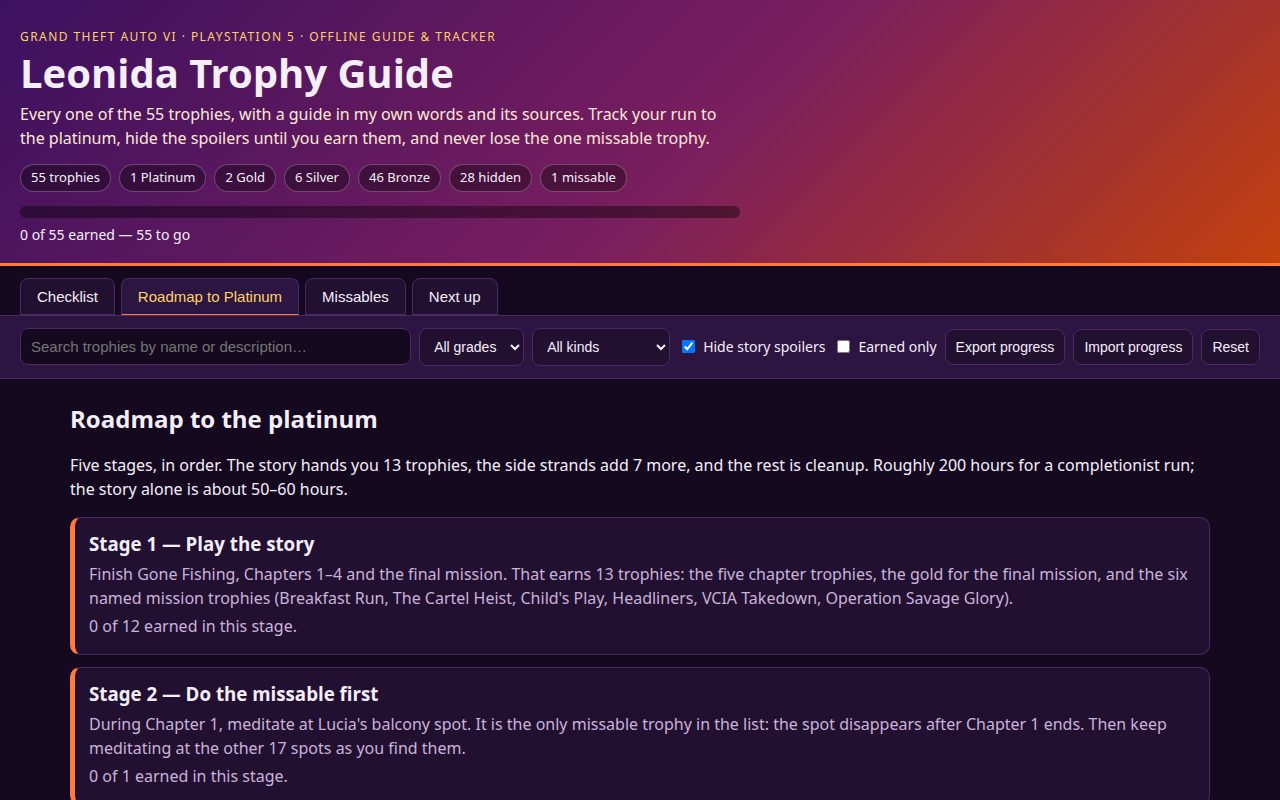 GRAND THEFT AUTO VI · PLAYSTATION 5 · OFFLINE GUIDE & TRACKER
Leonida Trophy Guide
Every one of the 55 trophies, with a guide in my own words and its sources. Track your run to
the platinum, hide the spoilers until you earn them, and never lose the one missable trophy.
55 trophies 1 Platinum 2 Gold 6 Silver 46 Bronze 28 hidden 1 missable
0 of 55 earned — 55 to go
Checklist Roadmap to Platinum Missables Next up
Search trophies by name or description… All grades All kinds Hide story spoilers Earned only Export progress Import progress Reset
Roadmap to the platinum
Five stages, in order. The story hands you 13 trophies, the side strands add 7 more, and the rest is cleanup. Roughly 200 hours for a completionist run;
the story alone is about 50–60 hours.
Stage 1 — Play the story
Finish Gone Fishing, Chapters 1–4 and the final mission. That earns 13 trophies: the five chapter trophies, the gold for the final mission, and the six
named mission trophies (Breakfast Run, The Cartel Heist, Child's Play, Headliners, VCIA Takedown, Operation Savage Glory).
0 of 12 earned in this stage.
Stage 2 — Do the missable first
During Chapter 1, meditate at Lucia's balcony spot. It is the only missable trophy in the list: the spot disappears after Chapter 1 ends. Then keep
meditating at the other 17 spots as you find them.
0 of 1 earned in this stage.